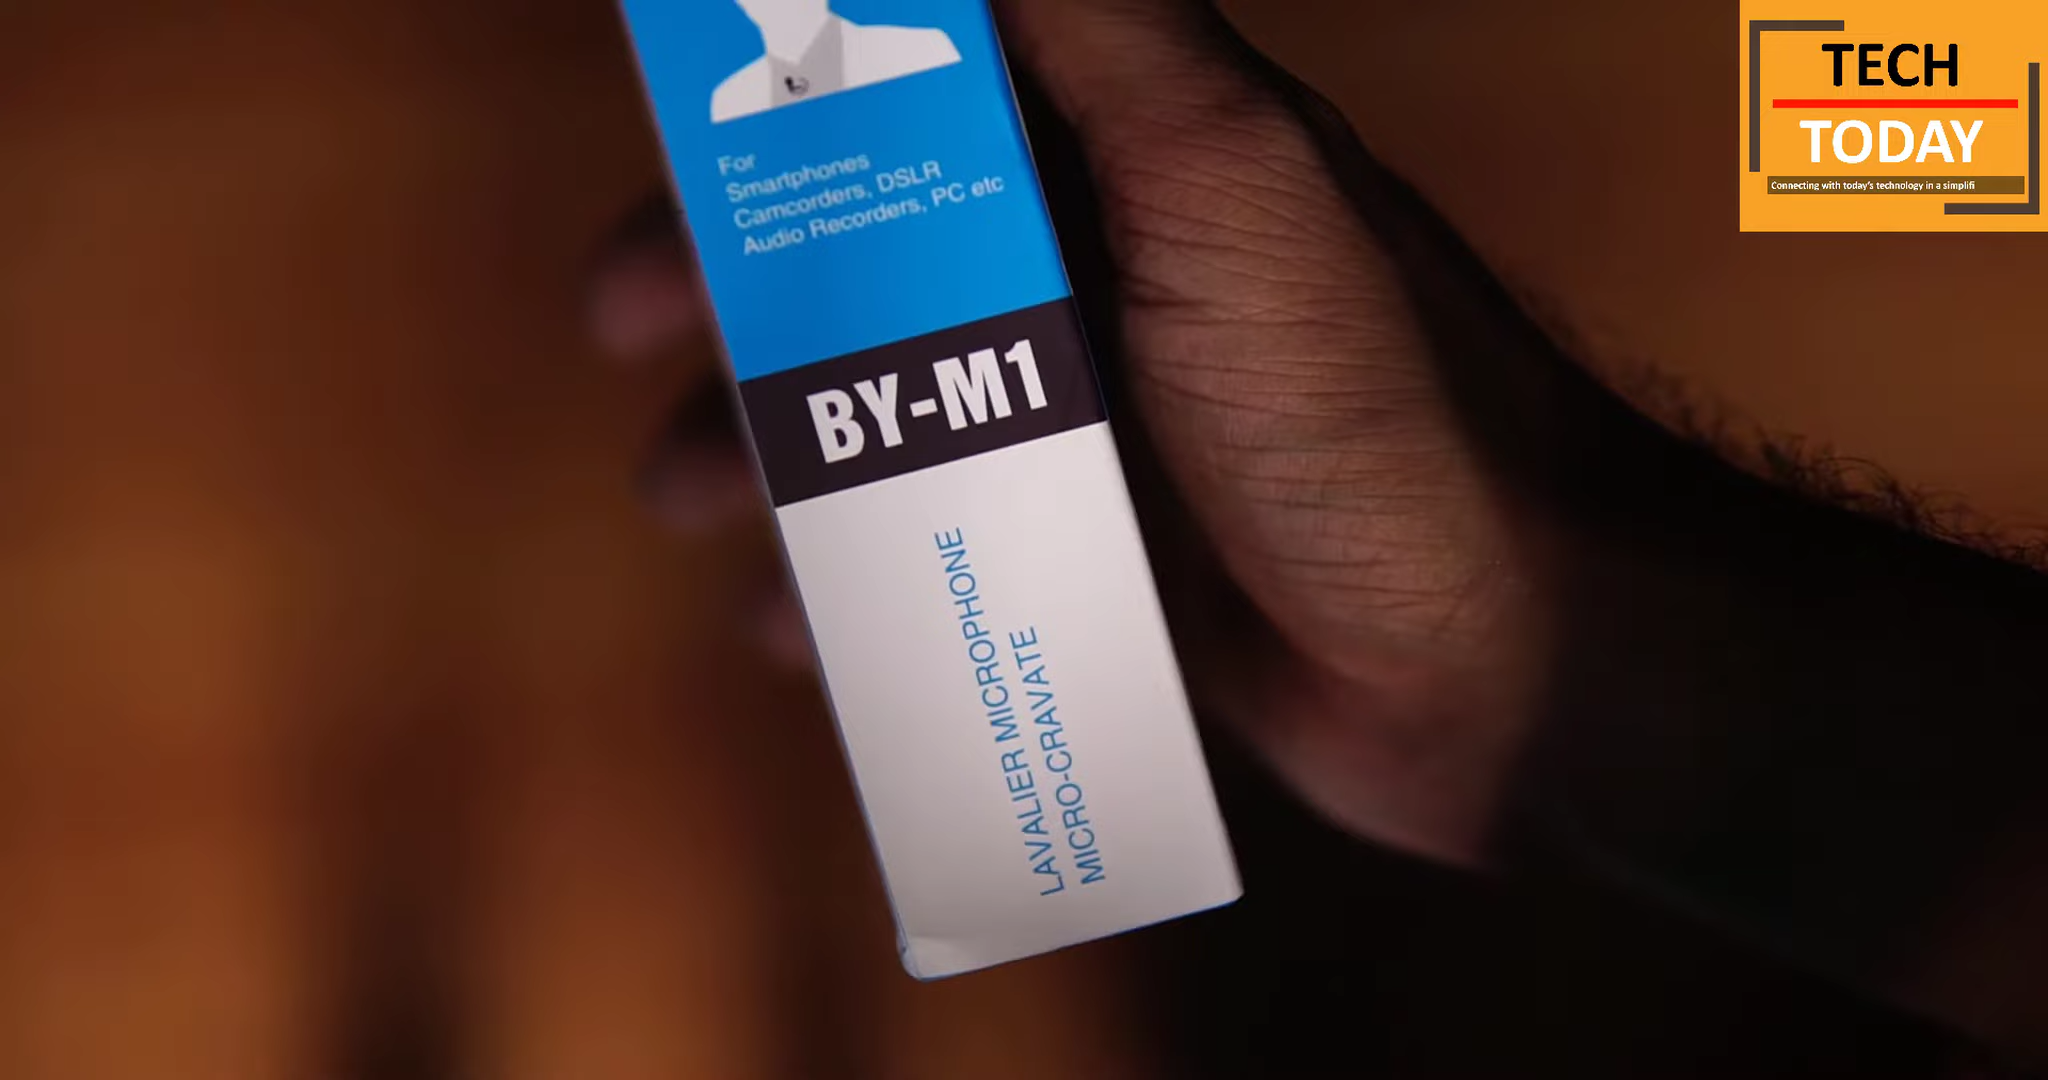 For
Smartphones
Camcorders, DSLR
Audio Recorders, PC etc
BY-M1
LAVALIER MICROPHONE
MICRO-CRAVATE
TECH
TODAY
Connecting with today's technology in a simplifi